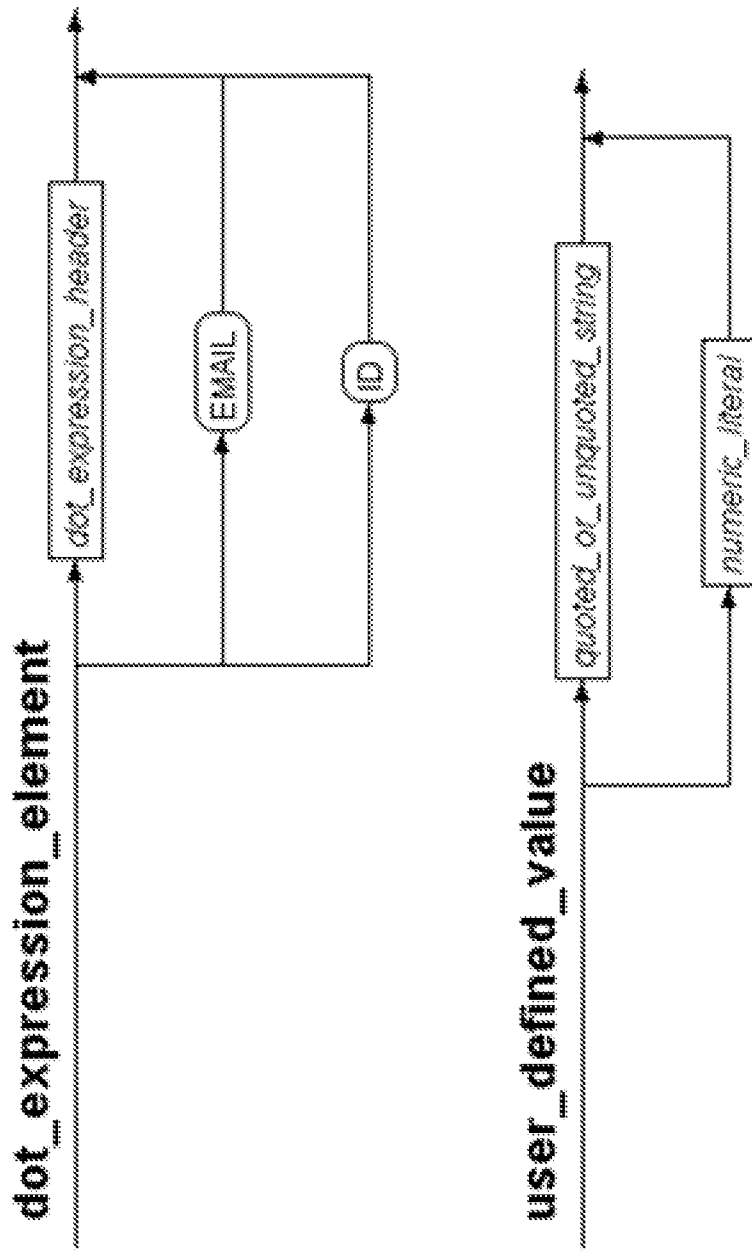 dot_expression_element
dot_expression_header
EMAIL
ID
user_defined_value
quoted_or_unquoted_string
numeric_literal